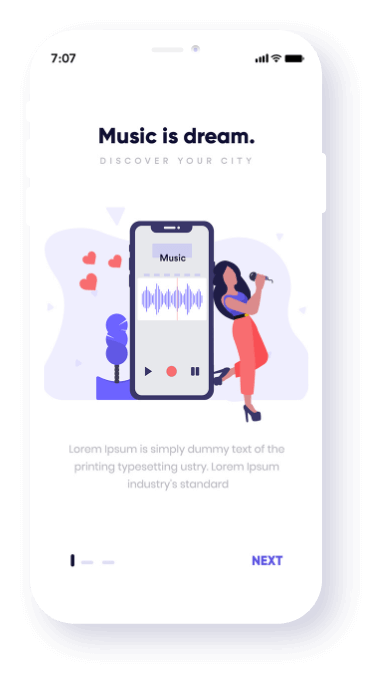 7:07
Music is dream.
DISCOVER YOUR CITY
Music
Lorem Ipsum is simply dummy text of the
printing typesetting ustry. Lorem Ipsum
industry's standard
NEXT